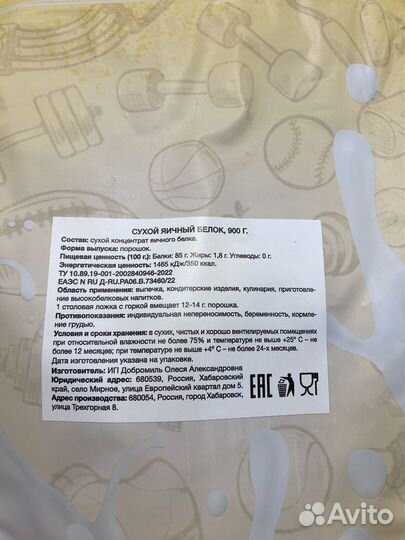 СУХОЙ ЯИЧНЫЙ БЕЛОК, 900 Г.
Состав: сухой концентрат яичного белка.
Форма выпуска: порошок.
Пищевая ценность (100 г.): Белки: 85 г. Жиры: 1,8 г. Углеводы: 0 г.
Энергетическая ценность: 1465 кДж/350 ккал.
ТУ 10.89.19-001-2002840946-2022
ЕАЭС N RU Д-RU.РА06.В.73460/22
Область применения: выпечка, кондитерские изделия, кулинария, приготовле-
ние высокобелковых напитков.
1 столовая ложка с горкой вмещает 12-14 г. порошка.
Противопоказания: индивидуальная непереносимость, беременность, кормле-
ние грудью.
Условия и сроки хранения: в сухих, чистых и хорошо вентилируемых помещениях
при относительной влажности не более 75% и температуре не выше +25° С – не
более 12 месяцев; при температуре не выше +4° С – не более 24-х месяцев.
Дата изготовления указана на упаковке.
Изготовитель: ИП Добромиль Олеся Александровна
Юридический адрес: 680539, Россия, Хабаровский
край, село Мирное, улица Европейский квартал дом 5.
Адрес производства: 680054, Россия, город Хабаровск,
улица Трехгорная 8.
ЕАС
Avito